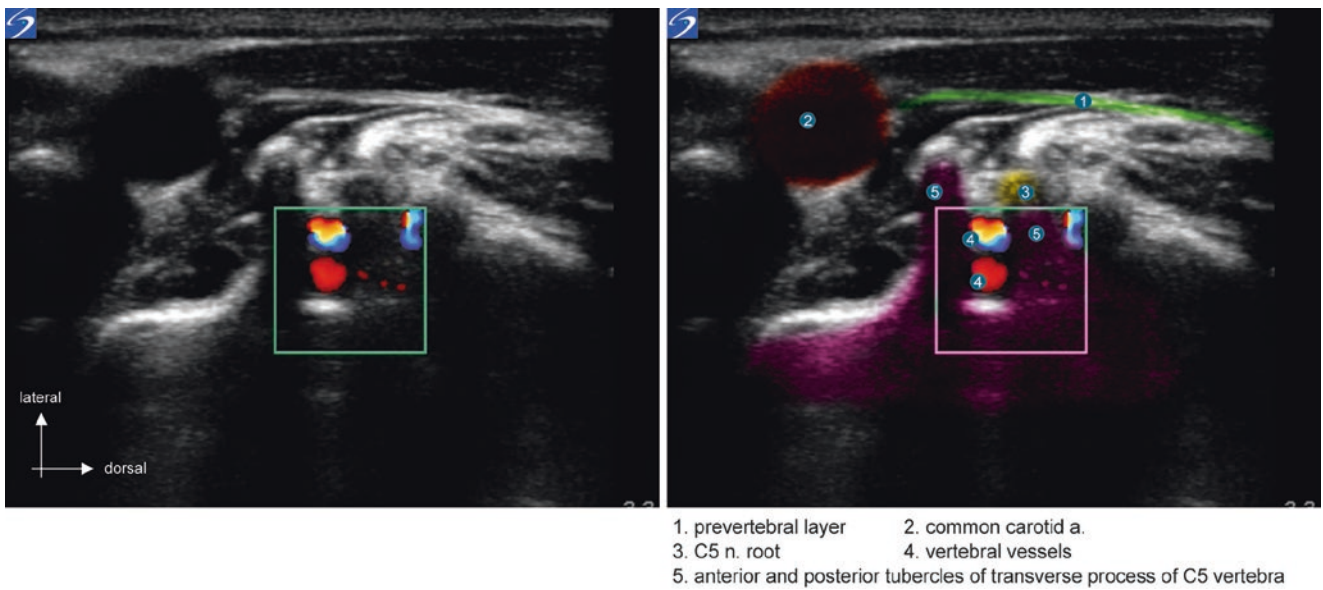 lateral
dorsal
1
2
3
4
4
5
5
1. prevertebral layer 2. common carotid a.
3. C5 n. root 4. vertebral vessels
5. anterior and posterior tubercles of transverse process of C5 vertebra